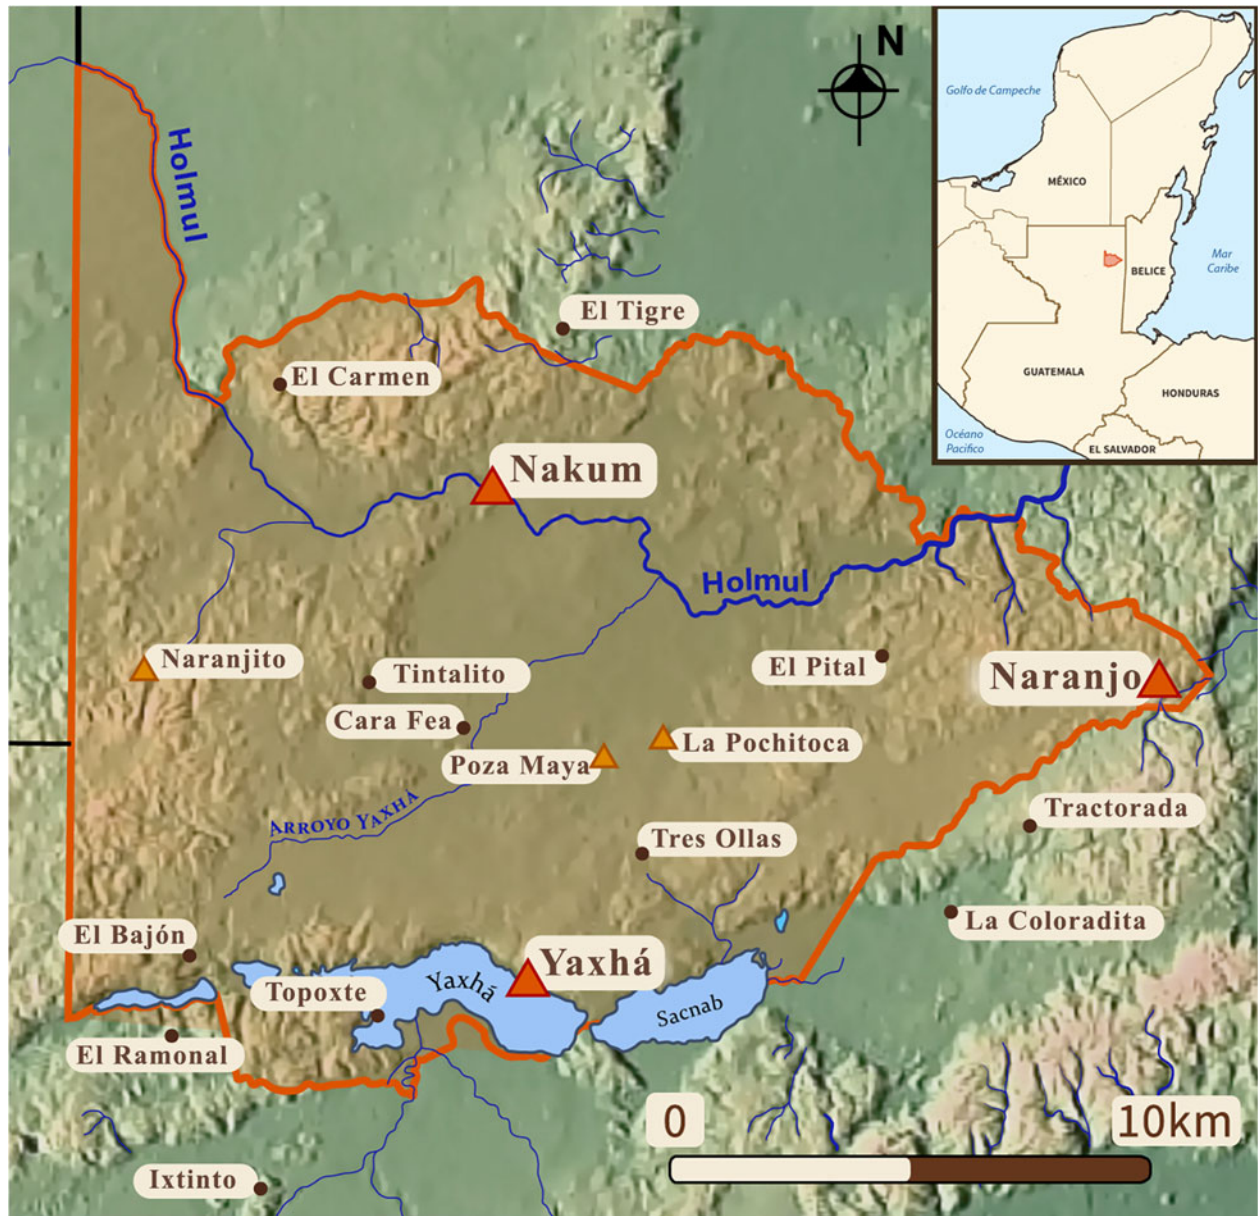 N
Golfo de Campeche
MÉXICO
Mar
Caribe
BELICE
GUATEMALA
HONDURAS
Océano
Pacifico
EL SALVADOR
Holmul
El Tigre
El Carmen
Nakum
Holmul
Naranjito
Tintalito
El Pital
Naranjo
Cara Fea
Poza Maya
La Pochitoca
ARROYO YAXHÁ
Tractorada
Tres Ollas
La Coloradita
El Bajón
Yaxhá
Yaxhá
Topoxte
Sacnab
El Ramonal
0
10km
Ixtinto